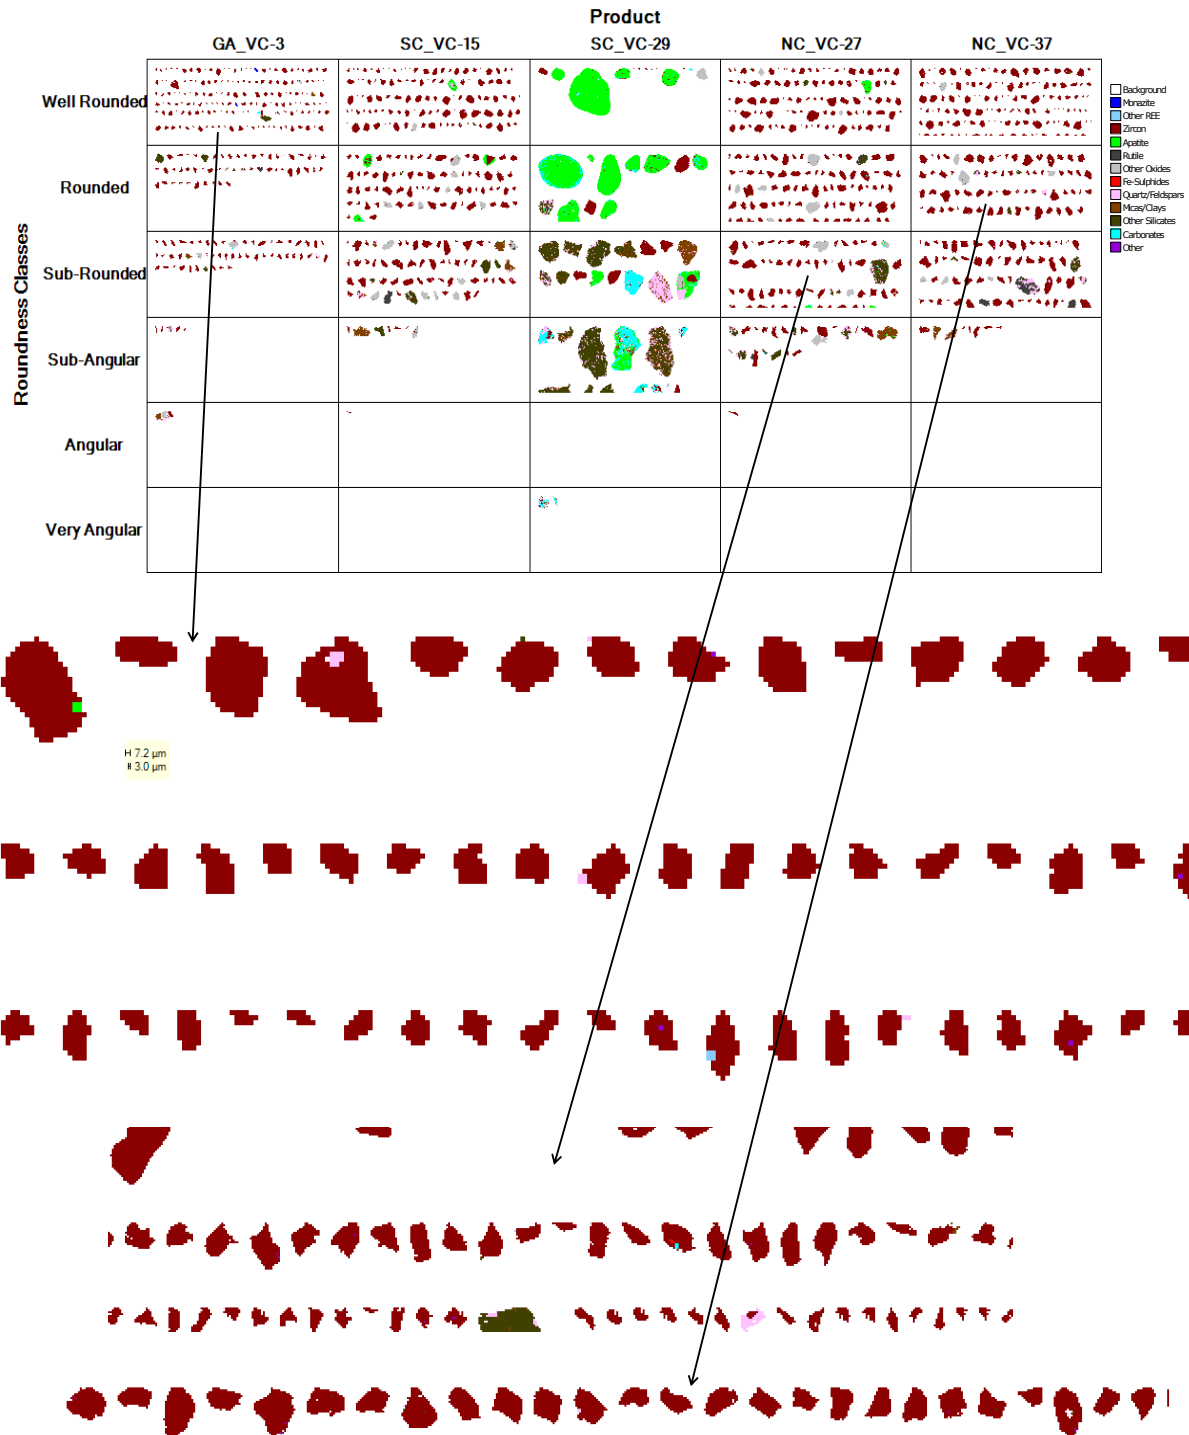 Product
GA_VC-3 SC_VC-15 SC_VC-29 NC_VC-27 NC_VC-37
Roundness Classes
Well Rounded
Rounded
Sub-Rounded
Sub-Angular
Angular
Very Angular
Background
Monazite
Other REE
Zircon
Apatite
Rutile
Other Oxides
Fe-Sulphides
Quartz/Feldspars
Micas/Clays
Other Silicates
Carbonates
Other
H 7.2 µm
H 3.0 µm